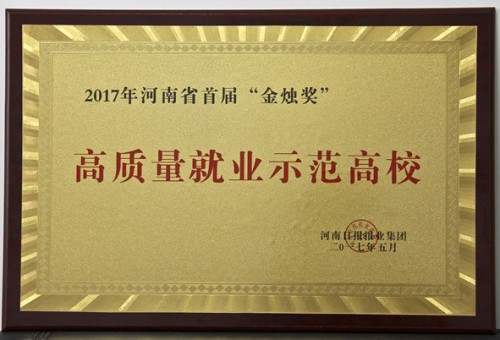 2017年河南省首届“金烛奖”
高质量就业示范高校
河南日报报业集团
二〇一七年五月